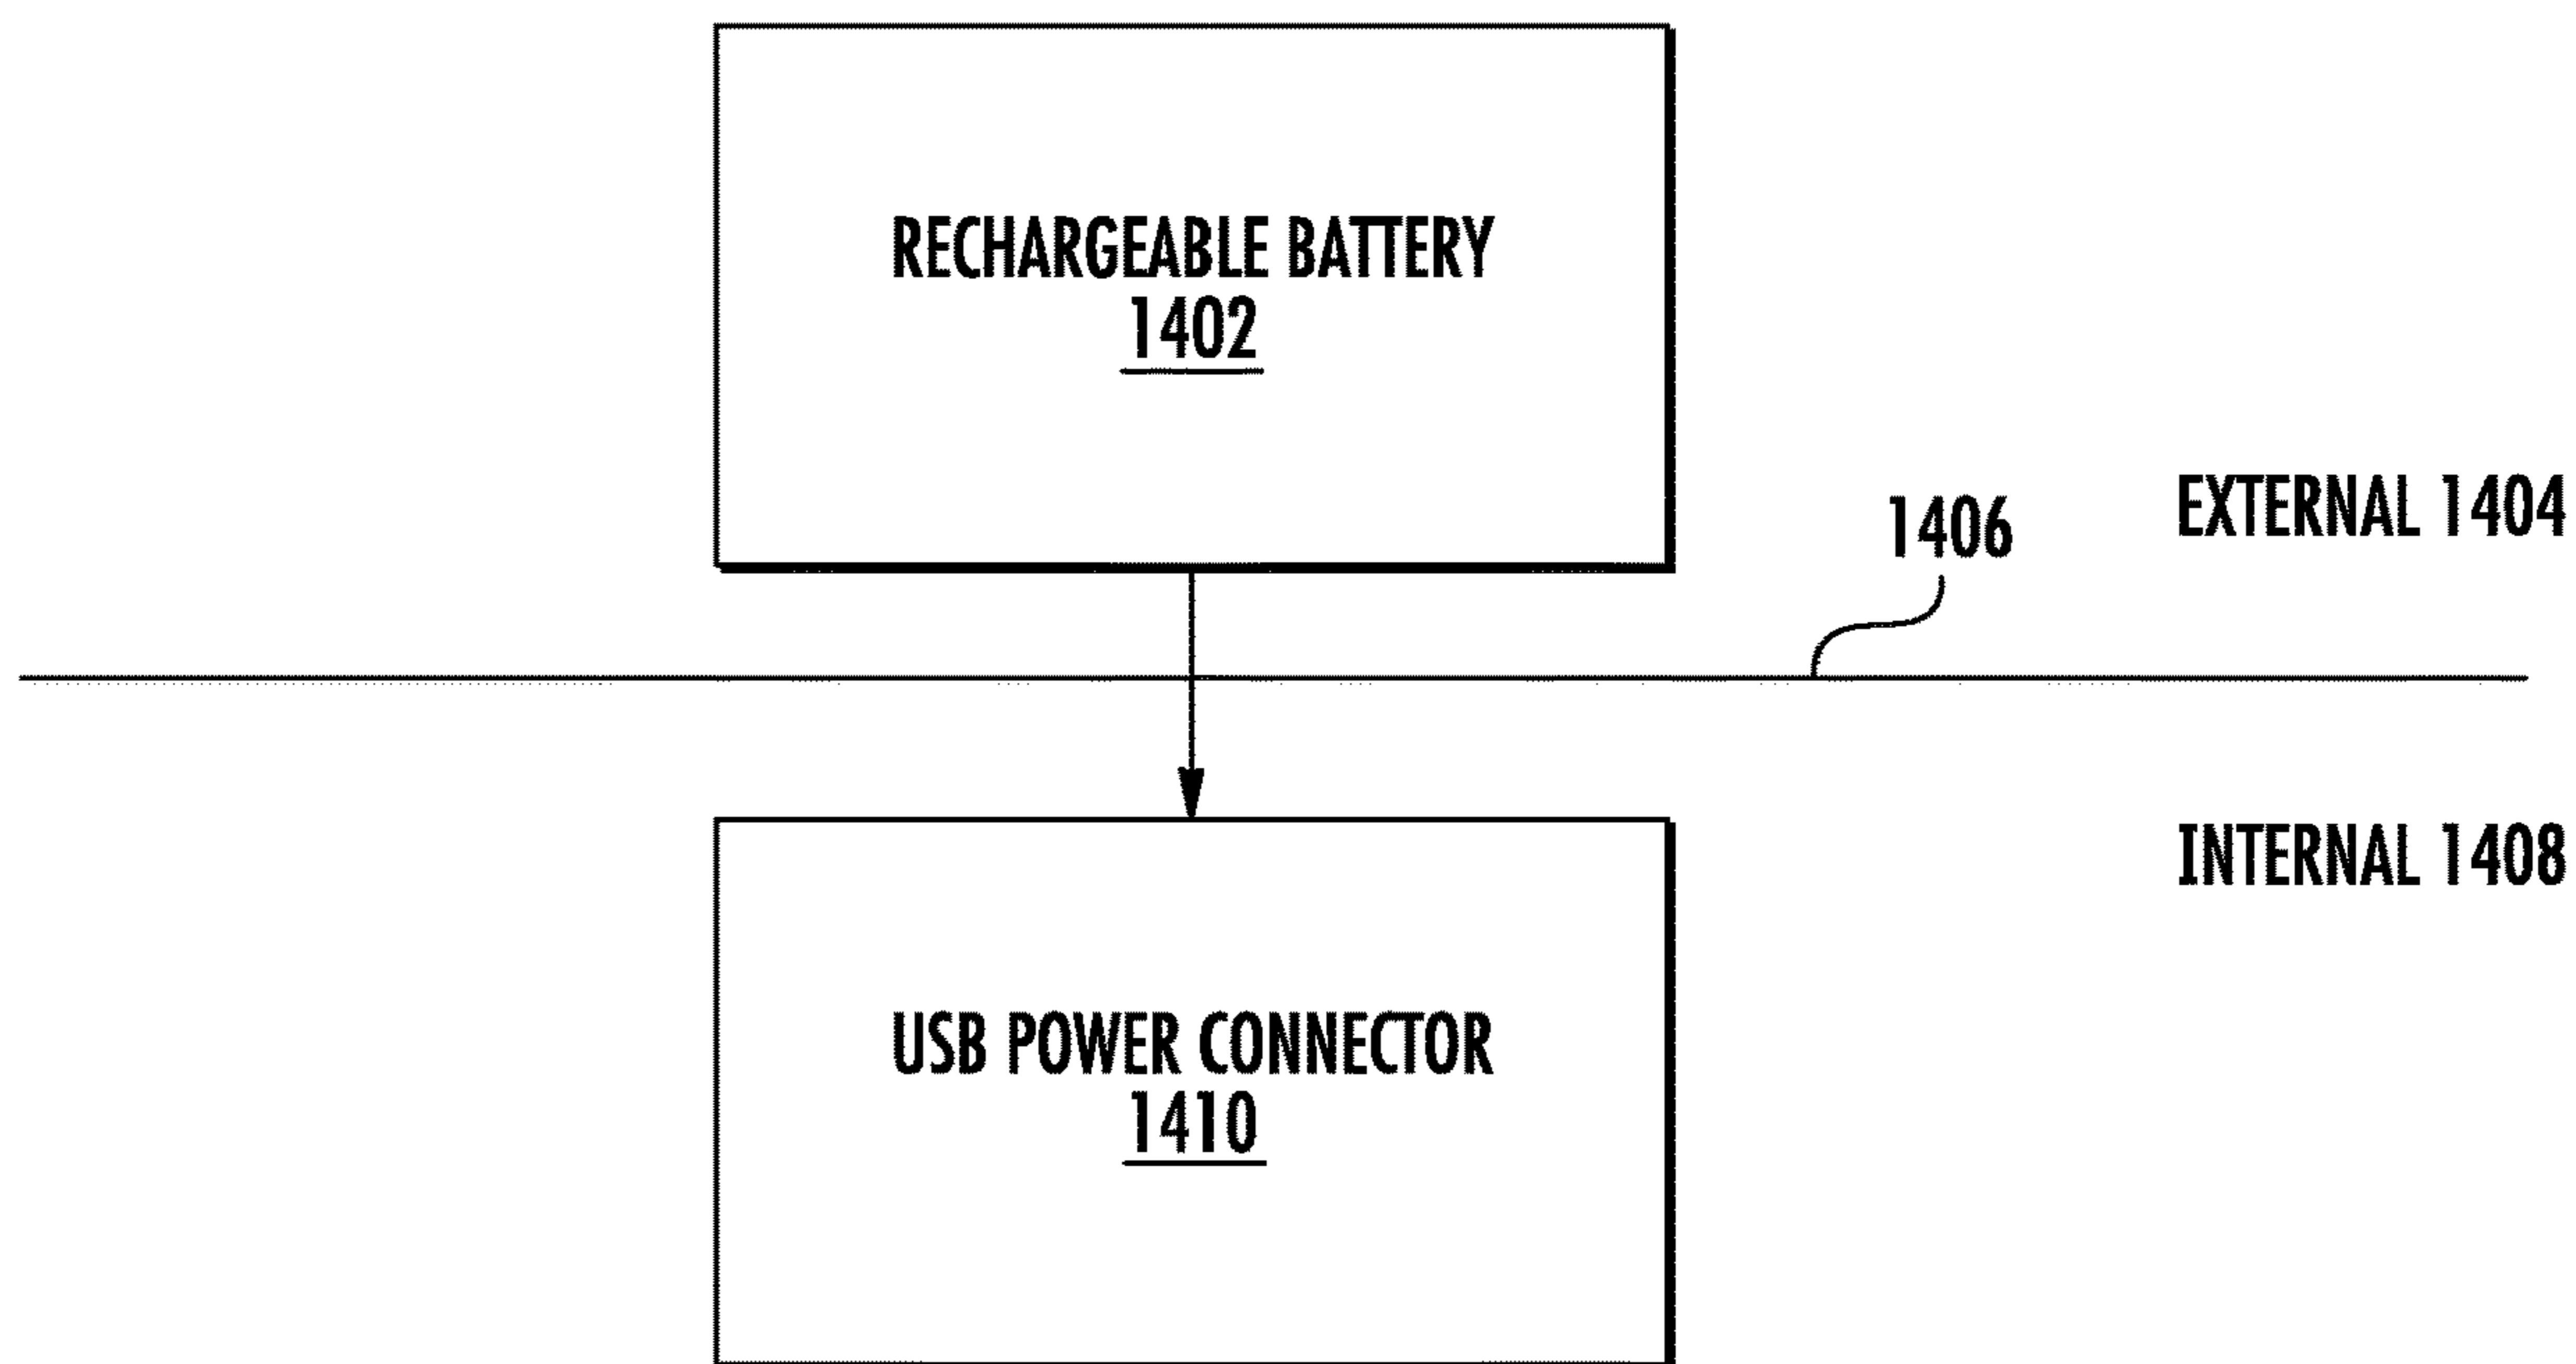 RECHARGEABLE BATTERY
1402
1406
EXTERNAL 1404
INTERNAL 1408
USB POWER CONNECTOR
1410